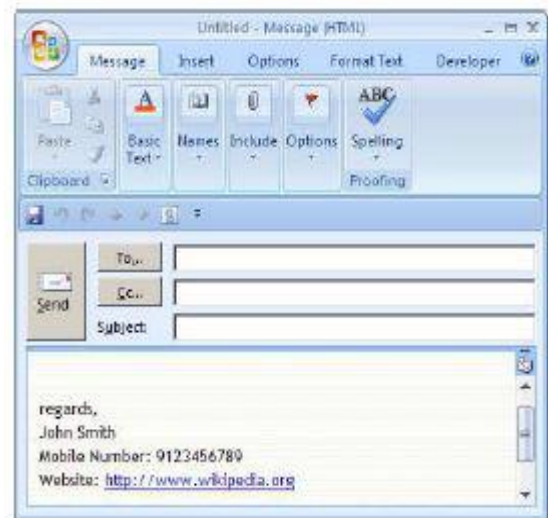 Untitled - Message (HTML)
Message Insert Options Format Text Developer
Paste
Basic Text
Names
Include
Options
ABC
Spelling
Clipboard
Proofing
Send
To...
Cc...
Subject:
regards,
John Smith
Mobile Number: 9123456789
Website: http://www.wikipedia.org